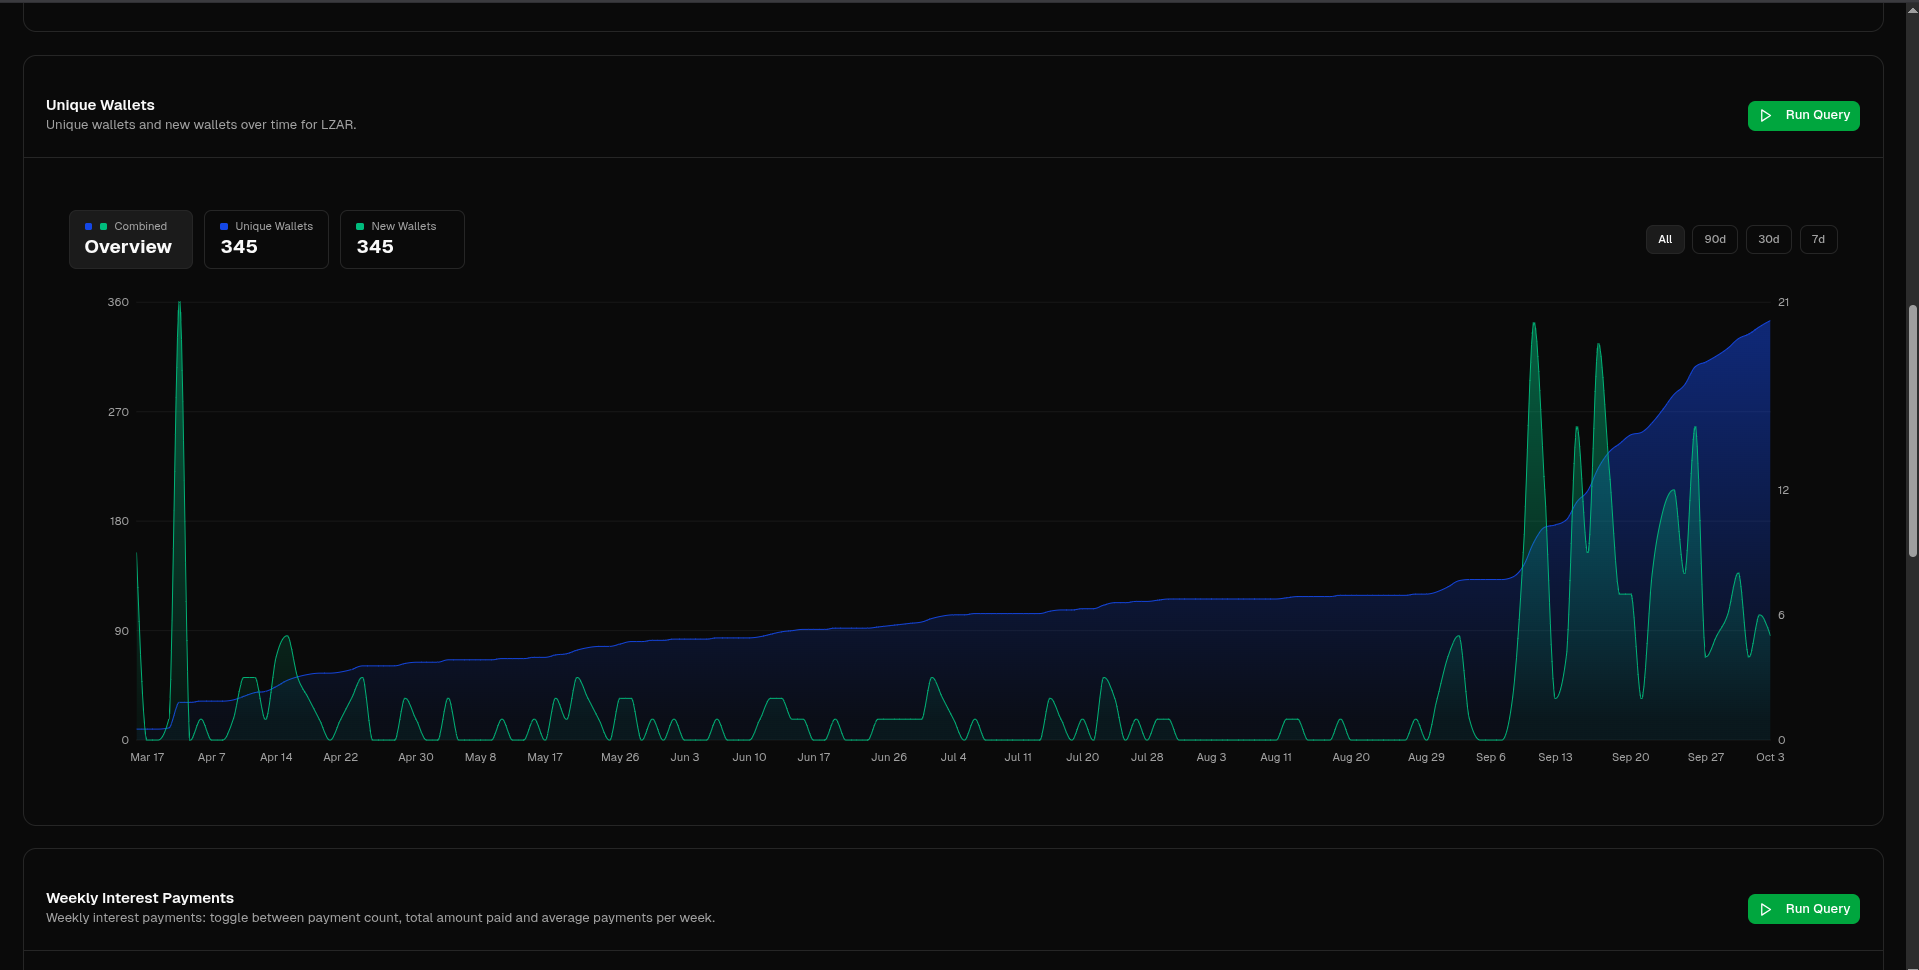 Unique Wallets
Unique wallets and new wallets over time for LZAR.
Run Query
Combined
Overview
Unique Wallets
345
New Wallets
345
All
90d
30d
7d
360
270
180
90
0
21
12
6
0
Mar 17 Apr 7 Apr 14 Apr 22 Apr 30 May 8 May 17 May 26 Jun 3 Jun 10 Jun 17 Jun 26 Jul 4 Jul 11 Jul 20 Jul 28 Aug 3 Aug 11 Aug 20 Aug 29 Sep 6 Sep 13 Sep 20 Sep 27 Oct 3
Weekly Interest Payments
Weekly interest payments: toggle between payment count, total amount paid and average payments per week.
Run Query